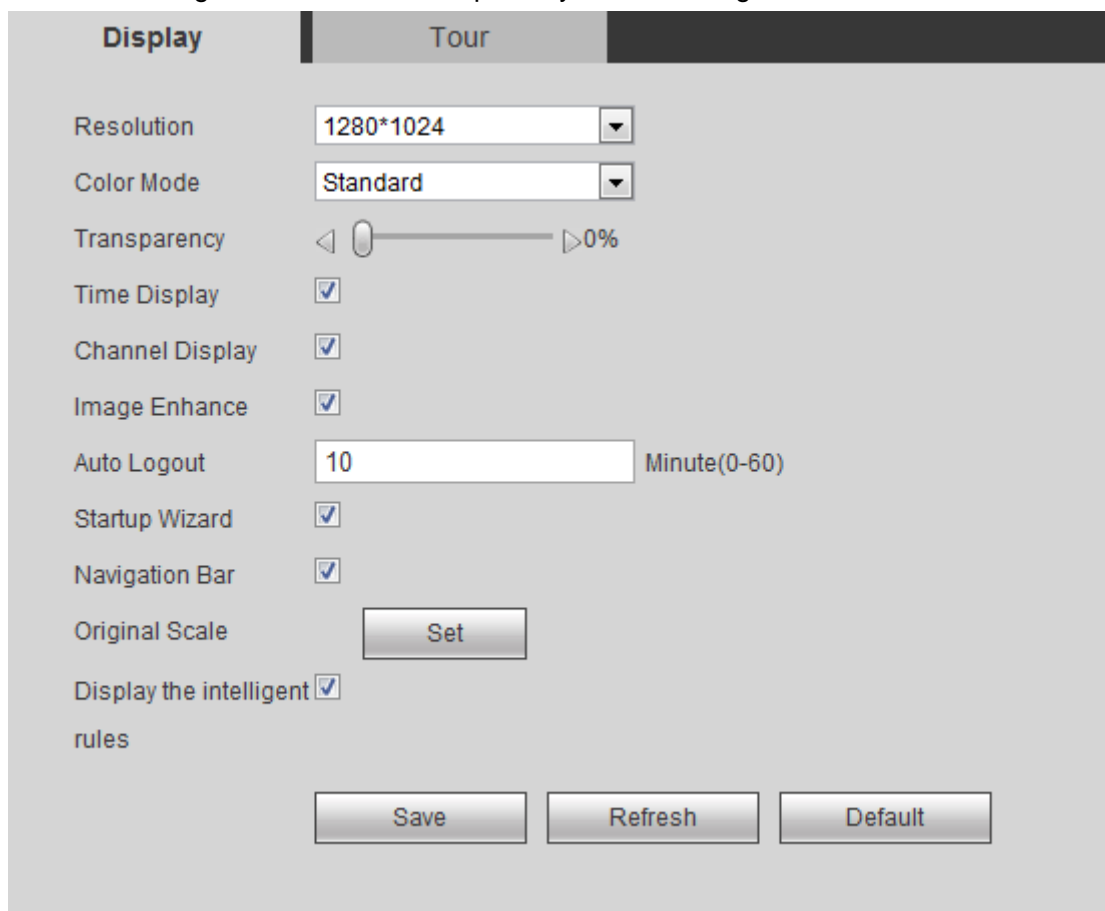 Display Tour
Resolution 1280*1024
Color Mode Standard
Transparency 0%
Time Display
Channel Display
Image Enhance
Auto Logout 10 Minute(0-60)
Startup Wizard
Navigation Bar
Original Scale Set
Display the intelligent
rules
Save Refresh Default